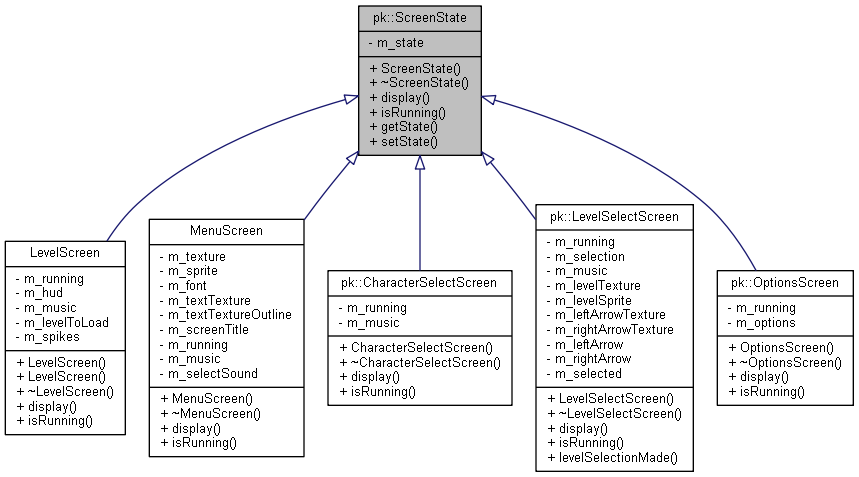 pk::ScreenState
- m_state
+ ScreenState()
+ ~ScreenState()
+ display()
+ isRunning()
+ getState()
+ setState()
LevelScreen
- m_running
- m_hud
- m_music
- m_levelToLoad
- m_spikes
+ LevelScreen()
+ LevelScreen()
+ ~LevelScreen()
+ display()
+ isRunning()
MenuScreen
- m_texture
- m_sprite
- m_font
- m_textTexture
- m_textTextureOutline
- m_screenTitle
- m_running
- m_music
- m_selectSound
+ MenuScreen()
+ ~MenuScreen()
+ display()
+ isRunning()
pk::CharacterSelectScreen
- m_running
- m_music
+ CharacterSelectScreen()
+ ~CharacterSelectScreen()
+ display()
+ isRunning()
pk::LevelSelectScreen
- m_running
- m_selection
- m_music
- m_levelTexture
- m_levelSprite
- m_leftArrowTexture
- m_rightArrowTexture
- m_leftArrow
- m_rightArrow
- m_selected
+ LevelSelectScreen()
+ ~LevelSelectScreen()
+ display()
+ isRunning()
+ levelSelectionMade()
pk::OptionsScreen
- m_running
- m_options
+ OptionsScreen()
+ ~OptionsScreen()
+ display()
+ isRunning()